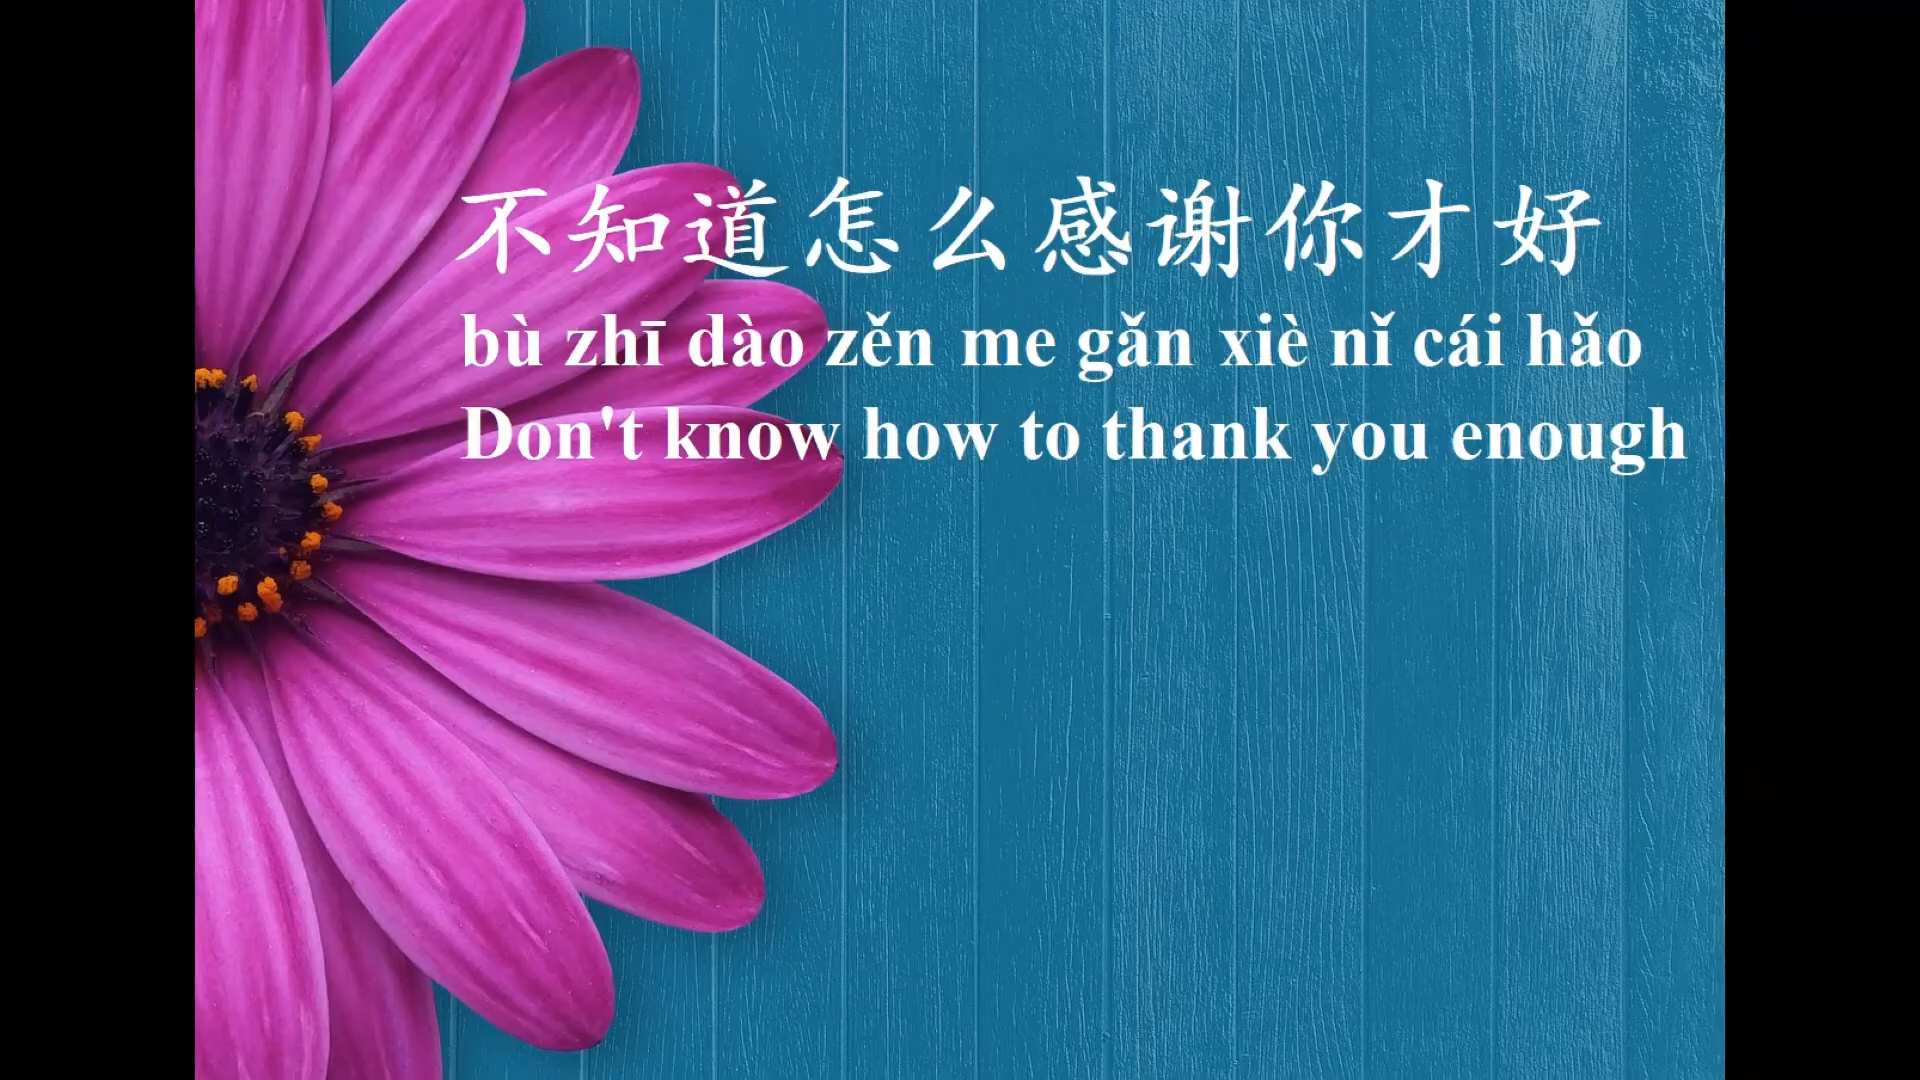 不知道怎么感谢你才好
bù zhī dào zěn me gǎn xiè nǐ cái hǎo
Don't know how to thank you enough